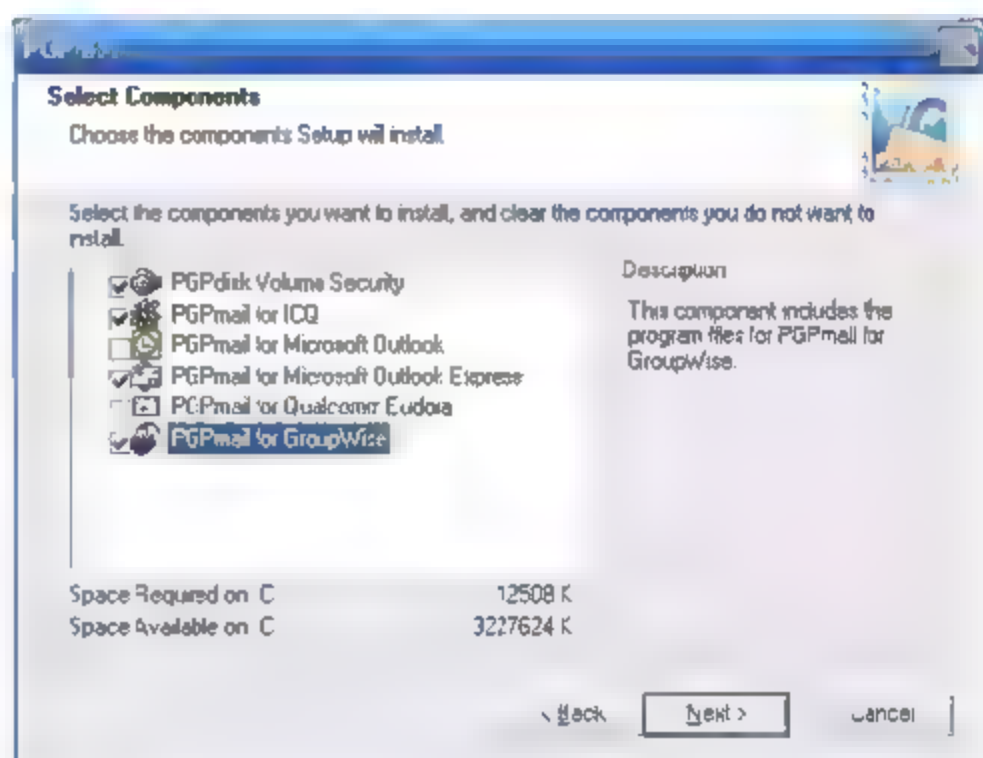 Select Components
Choose the components Setup will install.
Select the components you want to install, and clear the components you do not want to
install.
PGPdisk Volume Security
PGPmail for ICQ
PGPmail for Microsoft Outlook
PGPmail for Microsoft Outlook Express
PGPmail for Qualcomm Eudora
PGPmail for GroupWise
Description
This component includes the
program files for PGPmail for
GroupWise.
Space Required on C
12508 K
Space Available on C
3227624 K
< Back
Next >
Cancel